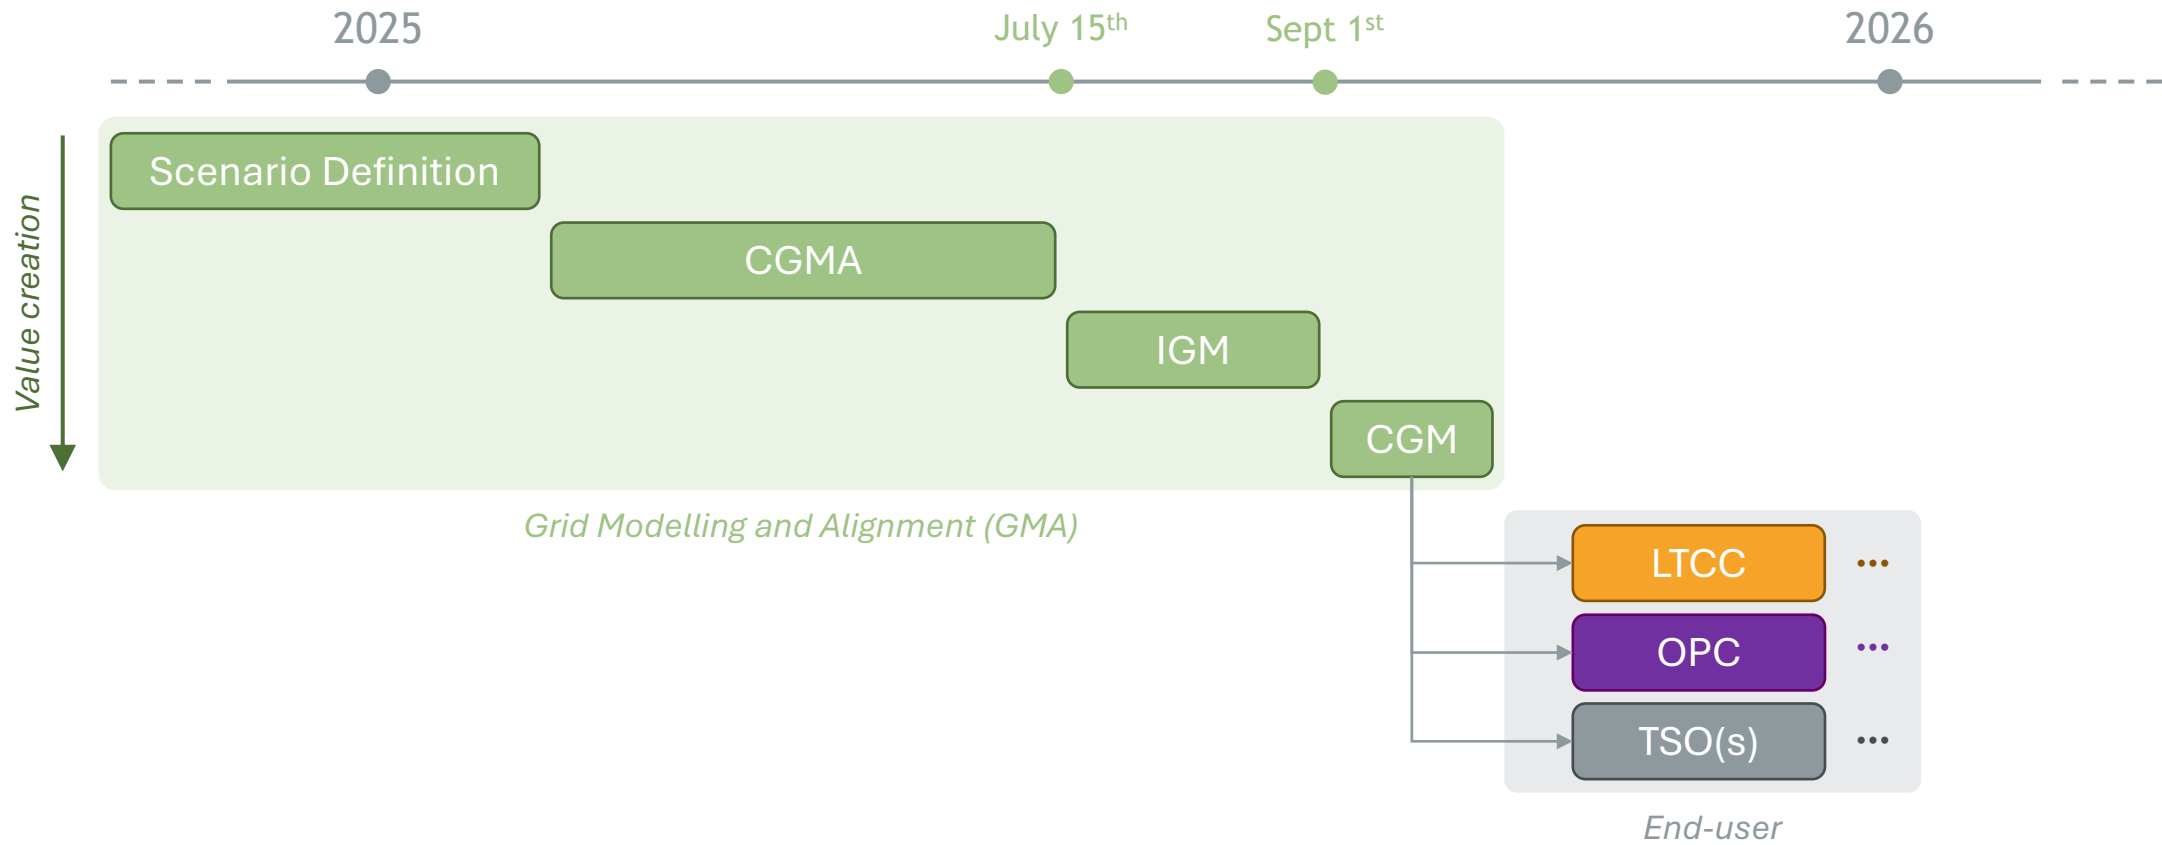 2025
July 15th
Sept 1st
2026
Value creation
Scenario Definition
CGMA
IGM
CGM
Grid Modelling and Alignment (GMA)
LTCC ...
OPC ...
TSO(s) ...
End-user